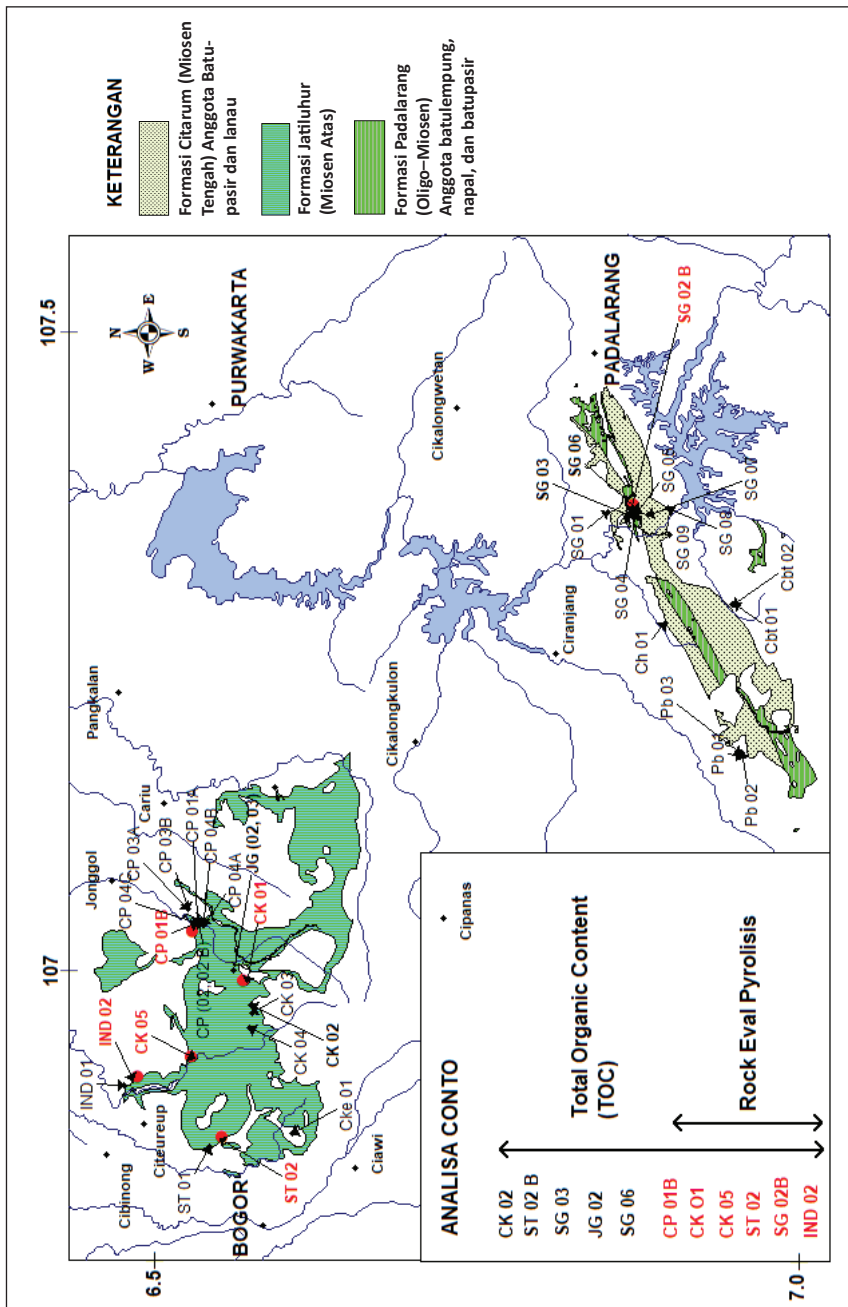 107
107.5
6.5
7.0
N
W
E
S
PURWAKARTA
Pangkalan
Jonggol
Cariu
IND 01
IND 02
Cibinong
Citeureup
ST 01
BOGOR
ST 02
Ciawi
Cke 01
CK 05
CK 04
CK 02
CK 03
CK 01
CP (02, 02 B)
CP 01B
CP 04C
CP 03A
CP 03B
CP 01A
CP 04B
CP 04A
JG (02, 03)
Cikalongkulon
Cikalongwetan
Ciranjang
Cipanas
PADALARANG
SG 02 B
SG 06
SG 03
SG 01
SG 04
SG 05
SG 07
SG 08
SG 09
Ch 01
Cbt 02
Cbt 01
Pb 03
Pb 01
Pb 02
ANALISA CONTO
CK 02
ST 02 B
SG 03
JG 02
SG 06
CP 01B
CK O1
CK 05
ST 02
SG 02B
IND 02
Total Organic Content
(TOC)
Rock Eval Pyrolisis
KETERANGAN
Formasi Citarum (Miosen
Tengah) Anggota Batu-
pasir dan lanau
Formasi Jatiluhur
(Miosen Atas)
Formasi Padalarang
(Oligo–Miosen)
Anggota batulempung,
napal, dan batupasir